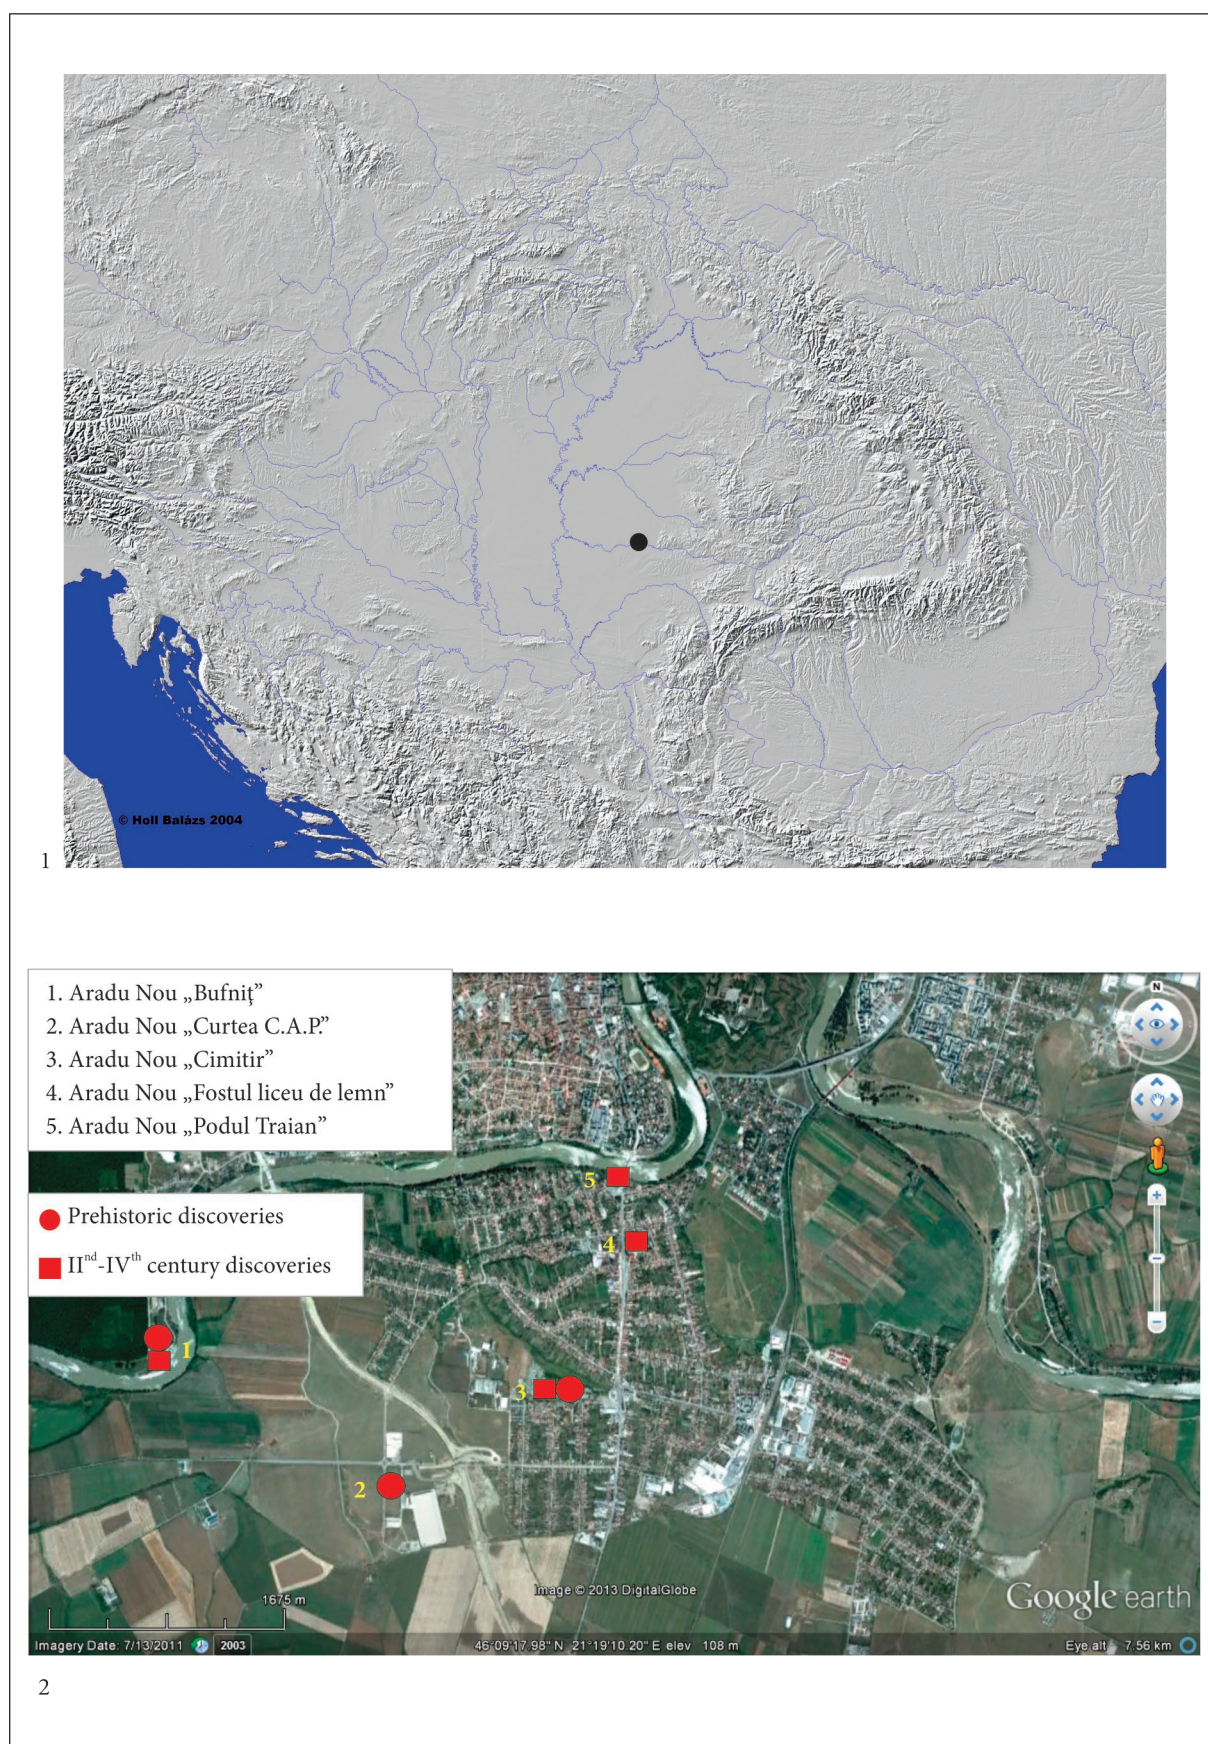 © Holl Balázs 2004
1
1. Aradu Nou „Bufniţ”
2. Aradu Nou „Curtea C.A.P.”
3. Aradu Nou „Cimitir”
4. Aradu Nou „Fostul liceu de lemn”
5. Aradu Nou „Podul Traian”
Prehistoric discoveries
IInd-IVth century discoveries
N
5
4
1
3
2
1675 m
Image © 2013 DigitalGlobe
Google earth
Imagery Date: 7/13/2011 2003 46°09'17.98" N 21°19'10.20" E elev 108 m Eye alt 7.56 km
2